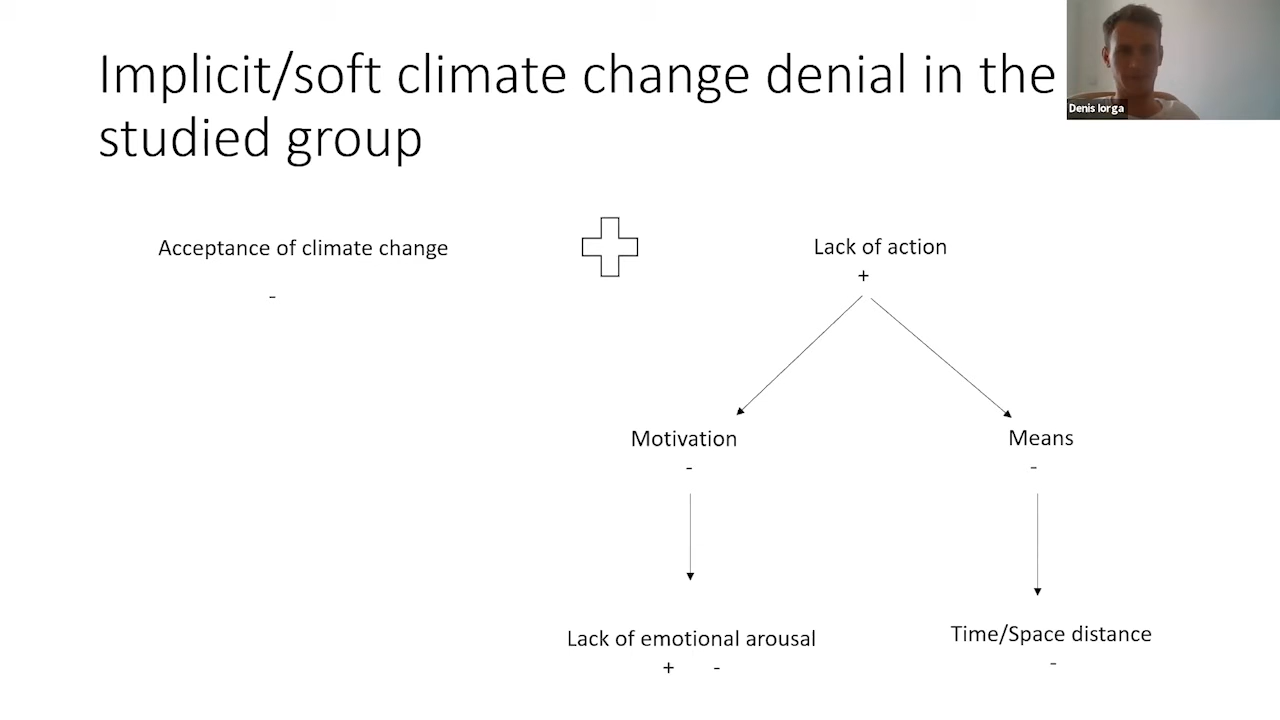 Implicit/soft climate change denial in the
studied group
Denis Iorga
Acceptance of climate change
-
Lack of action
+
Motivation
-
Means
-
Lack of emotional arousal
+ -
Time/Space distance
-